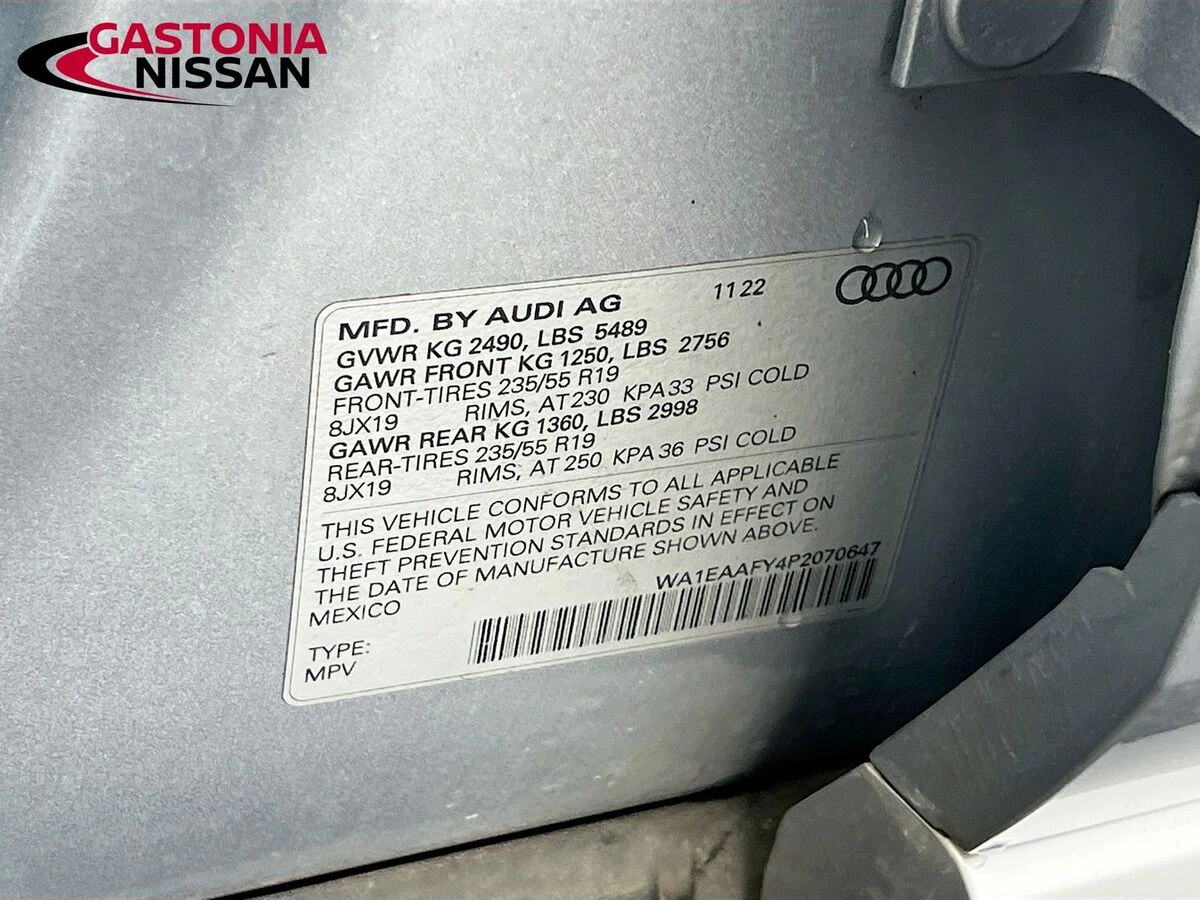 GASTONIA
NISSAN
MFD. BY AUDI AG 11 22
GVWR KG 2490, LBS 5489
GAWR FRONT KG 1250, LBS 2756
FRONT-TIRES 235/55 R19
8JX19 RIMS, AT 230 KPA 33 PSI COLD
GAWR REAR KG 1360, LBS 2998
REAR-TIRES 235/55 R19
8JX19 RIMS, AT 250 KPA 36 PSI COLD
THIS VEHICLE CONFORMS TO ALL APPLICABLE
U.S. FEDERAL MOTOR VEHICLE SAFETY AND
THEFT PREVENTION STANDARDS IN EFFECT ON
THE DATE OF MANUFACTURE SHOWN ABOVE.
MEXICO WA1EAAFY4P2070647
TYPE:
MPV